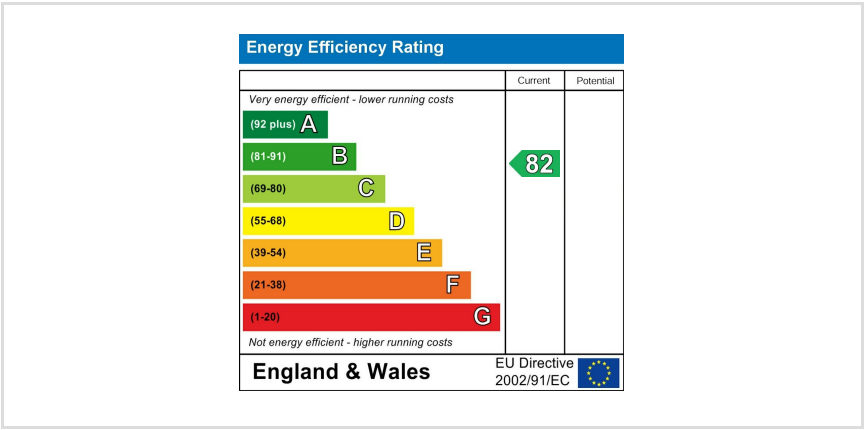 Energy Efficiency Rating
Current Potential
Very energy efficient - lower running costs
(92 plus) A
(81-91) B
82
(69-80) C
(55-68) D
(39-54) E
(21-38) F
(1-20) G
Not energy efficient - higher running costs
England & Wales
EU Directive
2002/91/EC